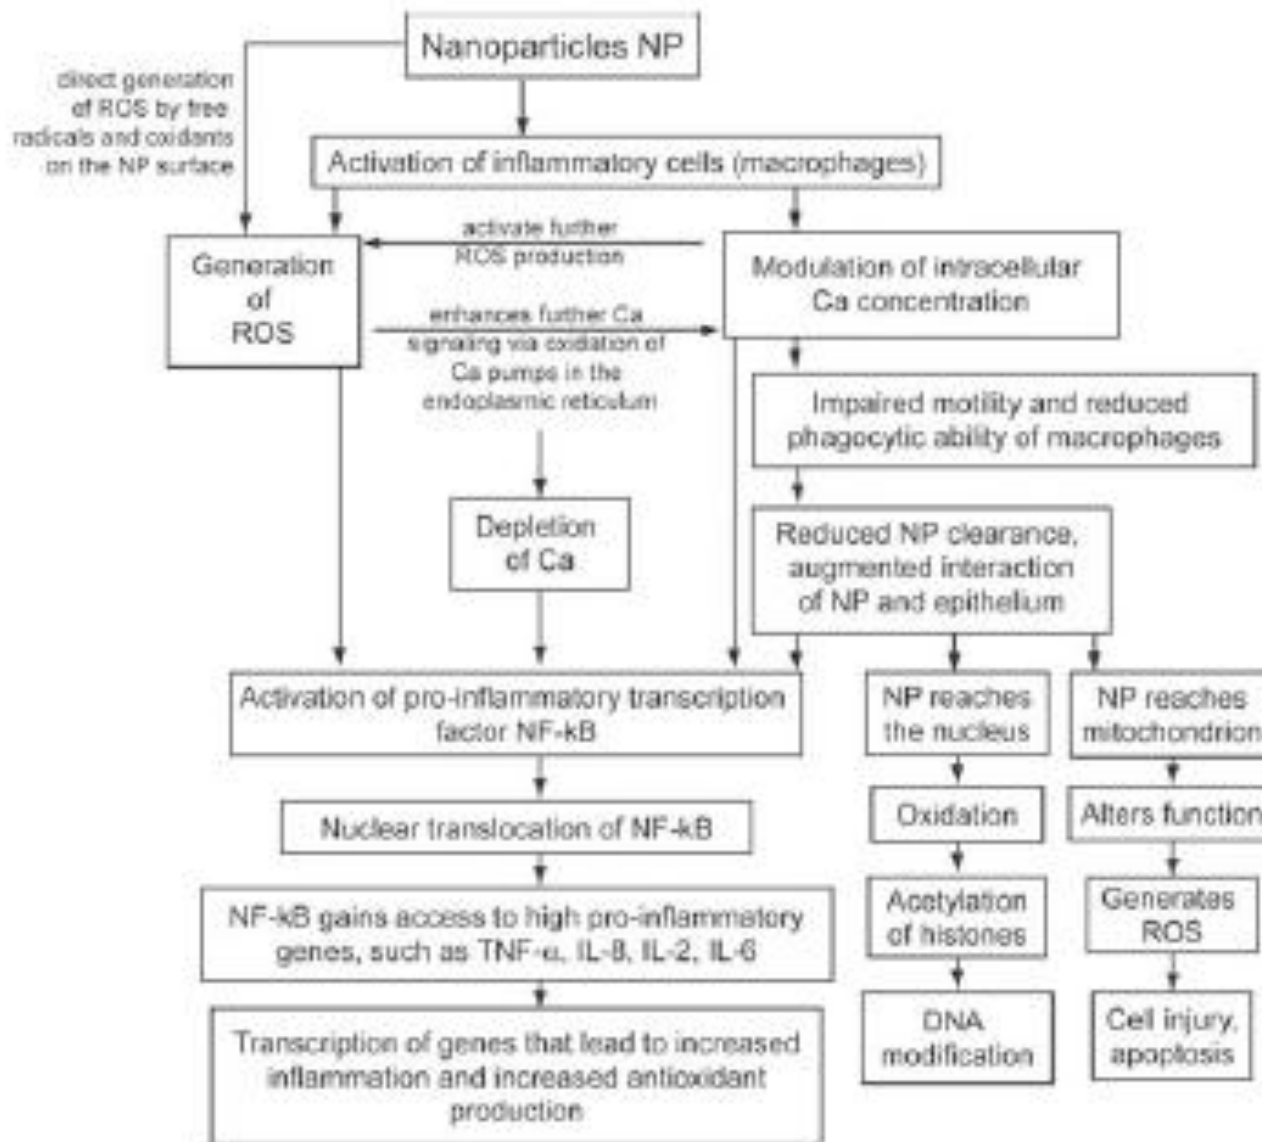 Nanoparticles NP
direct generation
of ROS by free
radicals and oxidants
on the NP surface
Activation of inflammatory cells (macrophages)
activate further
ROS production
Generation
of
ROS
Modulation of intracellular
Ca concentration
enhances further Ca
signaling via oxidation of
Ca pumps in the
endoplasmic reticulum
Impaired motility and reduced
phagocytic ability of macrophages
Depletion
of Ca
Reduced NP clearance,
augmented interaction
of NP and epithelium
Activation of pro-inflammatory transcription
factor NF-kB
NP reaches
the nucleus
NP reaches
mitochondrion
Nuclear translocation of NF-kB
Oxidation
Alters function
NF-kB gains access to high pro-inflammatory
genes, such as TNF-α, IL-8, IL-2, IL-6
Acetylation
of histones
Generates
ROS
Transcription of genes that lead to increased
inflammation and increased antioxidant
production
DNA
modification
Cell injury,
apoptosis